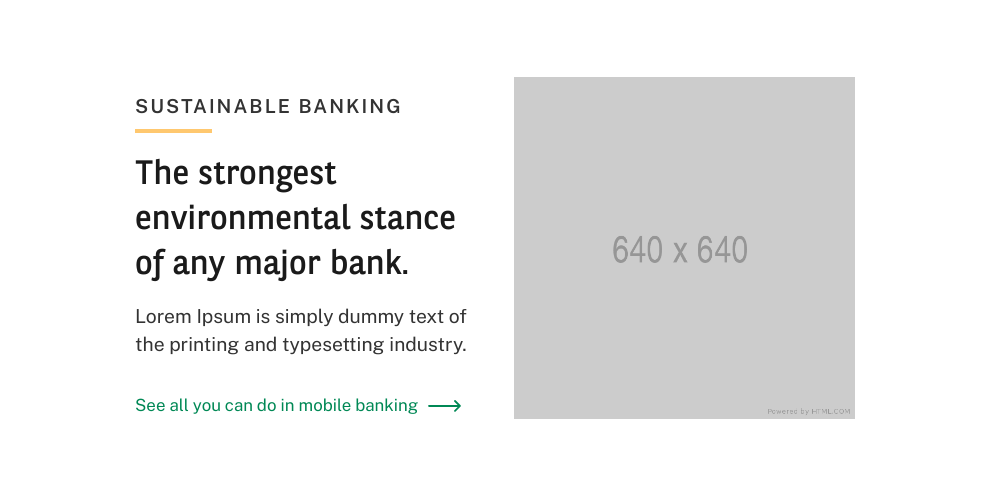 SUSTAINABLE BANKING
The strongest
environmental stance
of any major bank.
Lorem Ipsum is simply dummy text of
the printing and typesetting industry.
See all you can do in mobile banking
640 x 640
Powered by HTML.COM